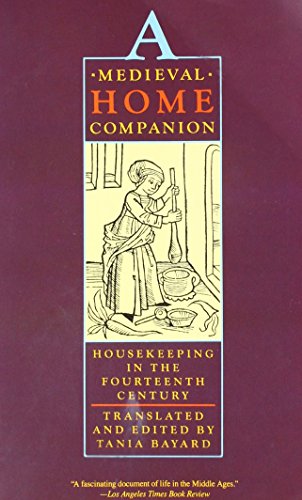 A
· MEDIEVAL ·
HOME
COMPANION
HOUSEKEEPING
IN THE
FOURTEENTH
CENTURY
TRANSLATED
AND EDITED BY
TANIA BAYARD
"A fascinating document of life in the Middle Ages."
—Los Angeles Times Book Review